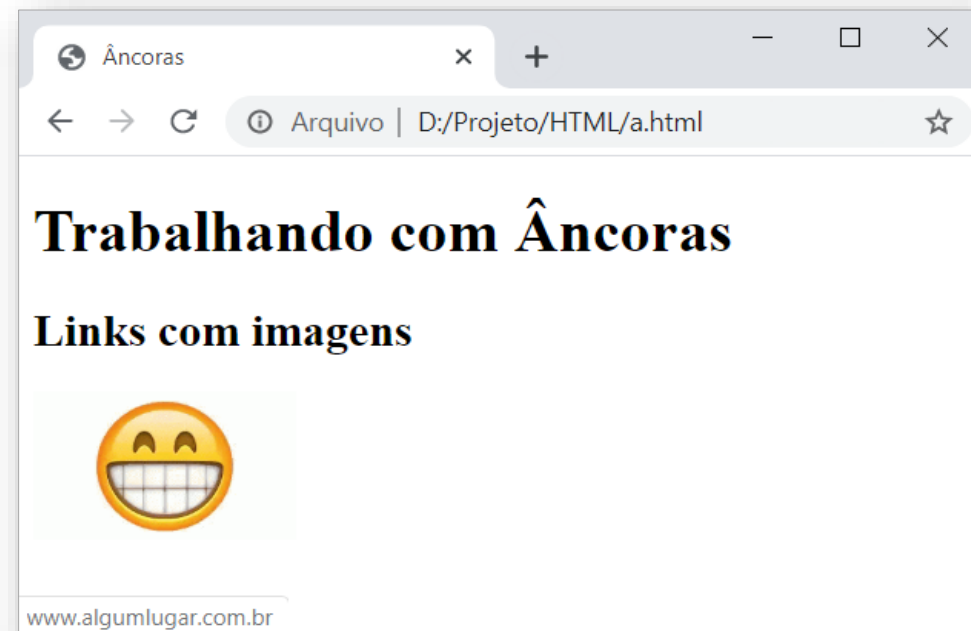 Âncoras
Arquivo | D:/Projeto/HTML/a.html
Trabalhando com Âncoras
Links com imagens
www.algumlugar.com.br